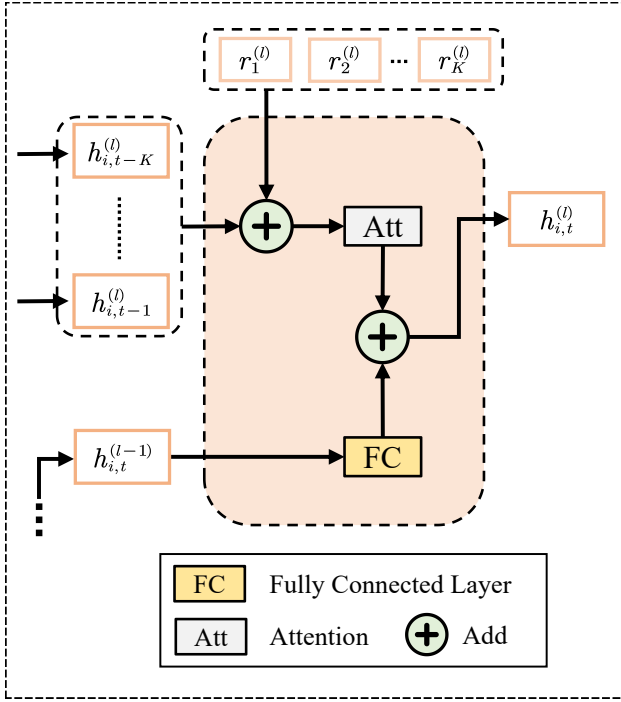 $r_1^{(l)}$ $r_2^{(l)}$ ... $r_K^{(l)}$
$h_{i,t-K}^{(l)}$
Att
$h_{i,t}^{(l)}$
$h_{i,t-1}^{(l)}$
$h_{i,t}^{(l-1)}$
FC
FC Fully Connected Layer
Att Attention + Add